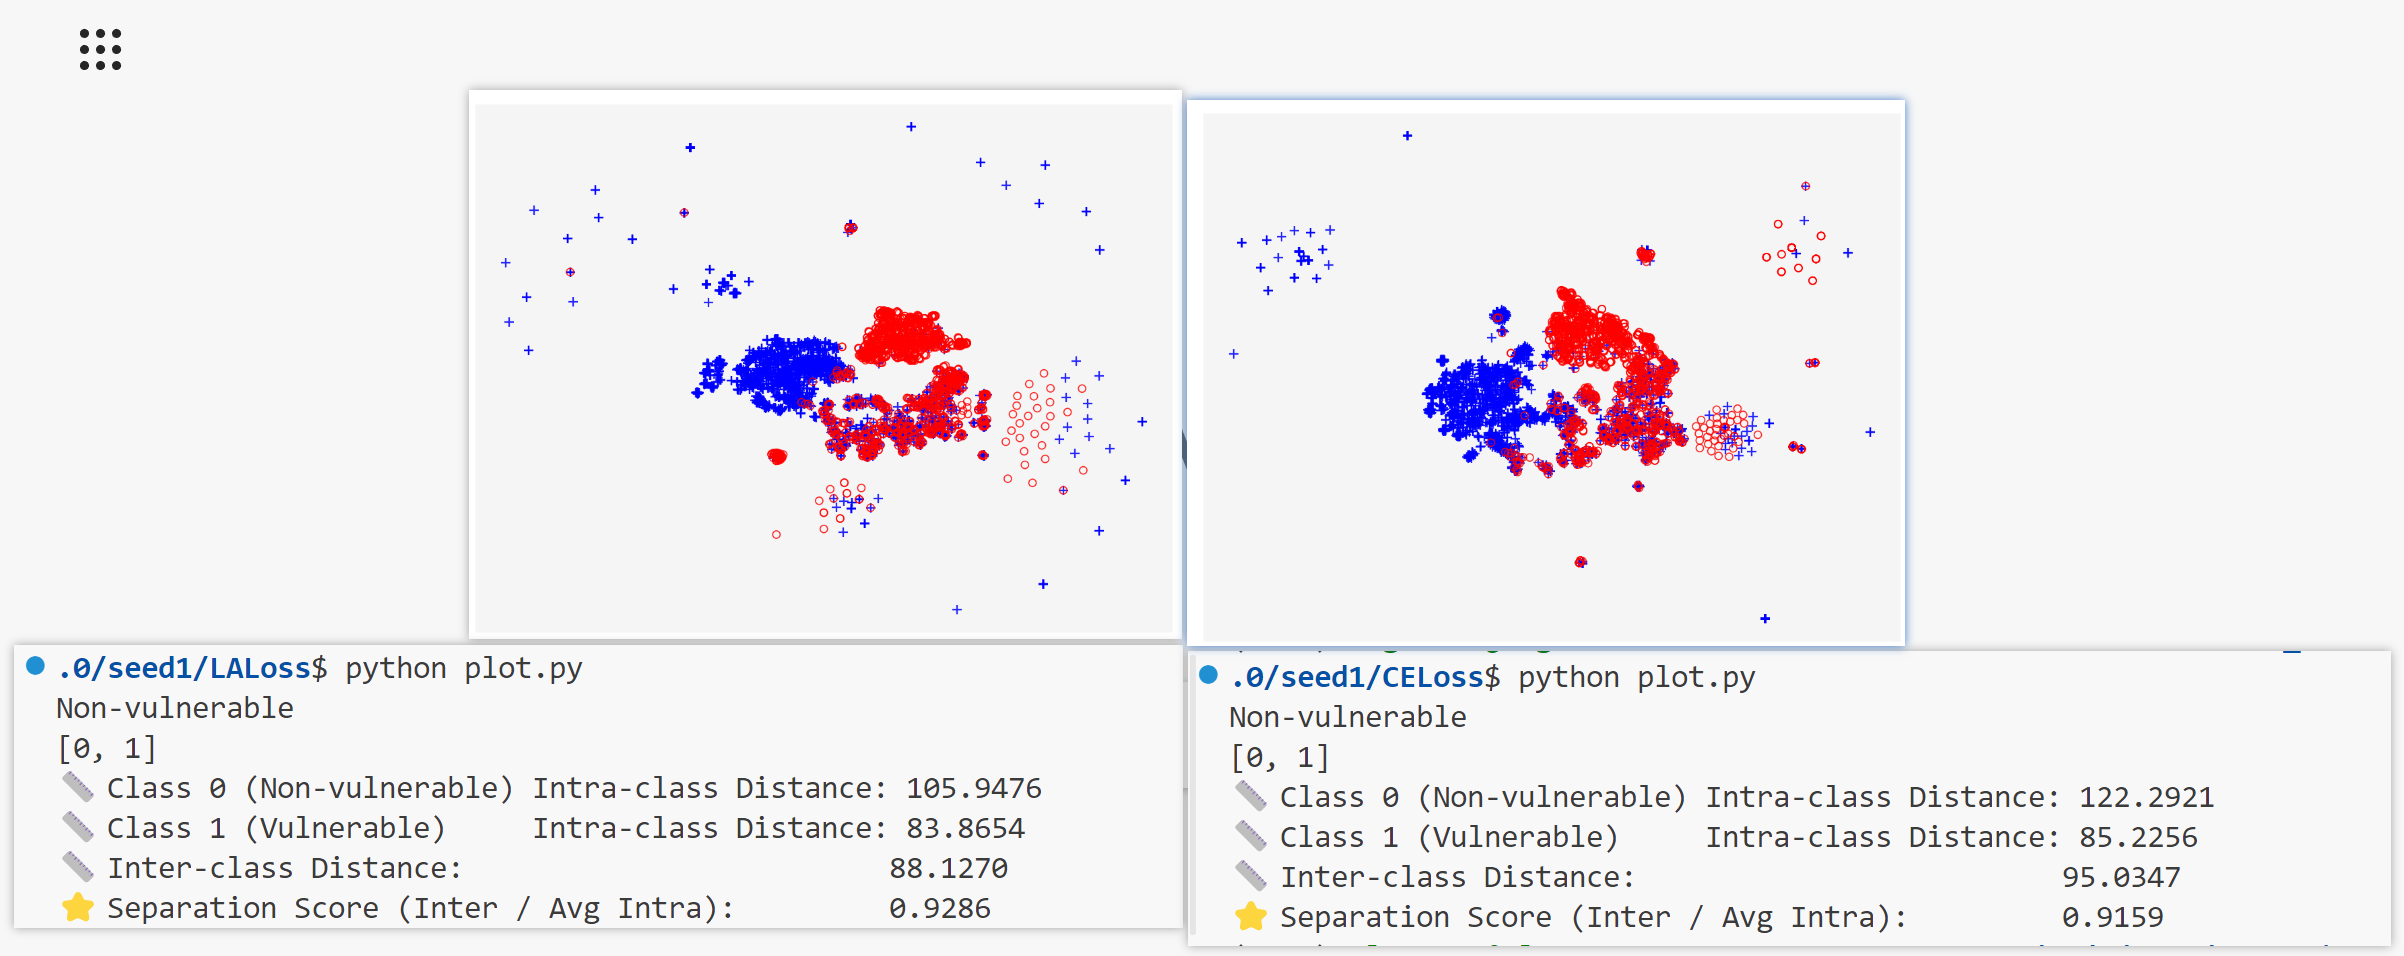 .0/seed1/LALoss$ python plot.py
Non-vulnerable
[0, 1]
Class 0 (Non-vulnerable) Intra-class Distance: 105.9476
Class 1 (Vulnerable) Intra-class Distance: 83.8654
Inter-class Distance: 88.1270
Separation Score (Inter / Avg Intra): 0.9286
.0/seed1/CELoss$ python plot.py
Non-vulnerable
[0, 1]
Class 0 (Non-vulnerable) Intra-class Distance: 122.2921
Class 1 (Vulnerable) Intra-class Distance: 85.2256
Inter-class Distance: 95.0347
Separation Score (Inter / Avg Intra): 0.9159